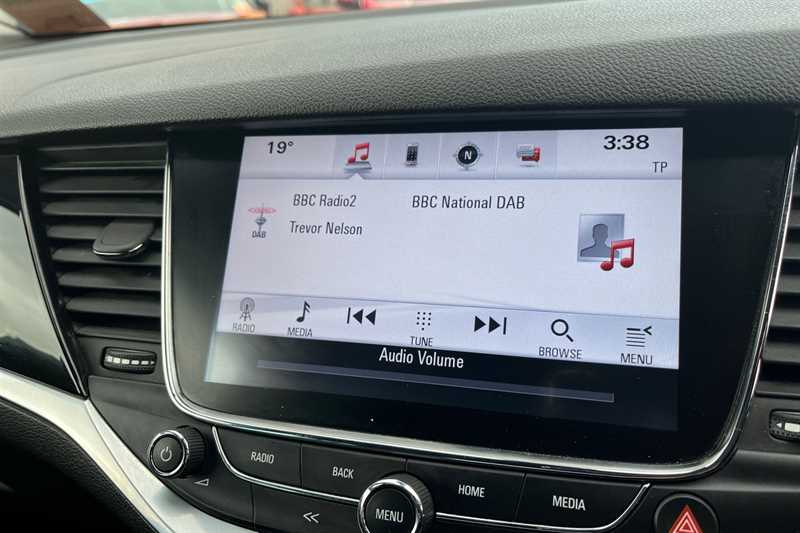 19° 3:38
N
TP
BBC Radio2 BBC National DAB
Trevor Nelson
DAB
RADIO MEDIA TUNE BROWSE MENU
Audio Volume
RADIO BACK HOME MEDIA
MENU